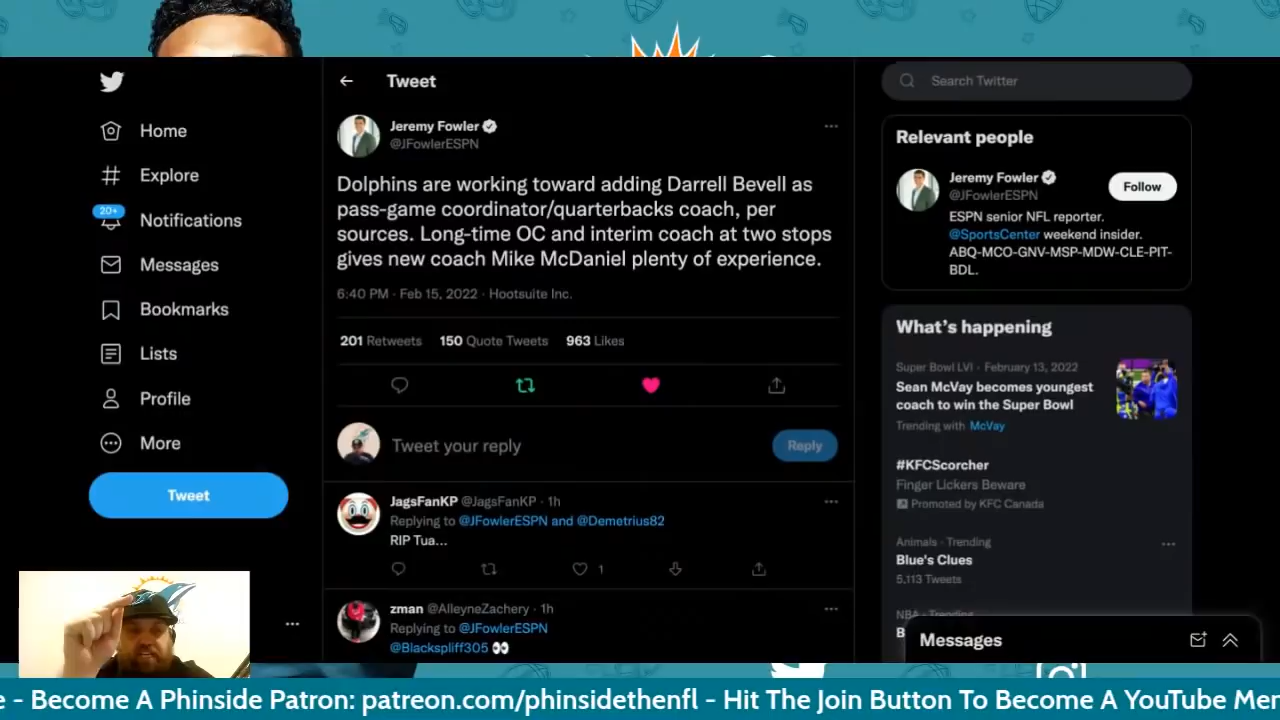 Home
Explore
20+
Notifications
Messages
Bookmarks
Lists
Profile
More
Tweet
Tweet
Jeremy Fowler
@JFowlerESPN
Dolphins are working toward adding Darrell Bevell as
pass-game coordinator/quarterbacks coach, per
sources. Long-time OC and interim coach at two stops
gives new coach Mike McDaniel plenty of experience.
6:40 PM · Feb 15, 2022 · Hootsuite Inc.
201 Retweets 150 Quote Tweets 963 Likes
Tweet your reply
Reply
JagsFanKP @JagsFanKP · 1h
Replying to @JFowlerESPN and @Demetrius82
RIP Tua...
1
zman @AlleyneZachery · 1h
Replying to @JFowlerESPN
@Blackspliff305 👀
Search Twitter
Relevant people
Jeremy Fowler
@JFowlerESPN
Follow
ESPN senior NFL reporter.
@SportsCenter weekend insider.
ABQ-MCO-GNV-MSP-MDW-CLE-PIT-
BDL.
What's happening
Super Bowl LVI · February 13, 2022
Sean McVay becomes youngest
coach to win the Super Bowl
Trending with McVay
#KFCScorcher
Finger Lickers Beware
Promoted by KFC Canada
Animals · Trending
Blue's Clues
5,113 Tweets
NBA · Trending
Messages
e - Become A Phinside Patron: patreon.com/phinsidethenfl - Hit The Join Button To Become A YouTube Mem